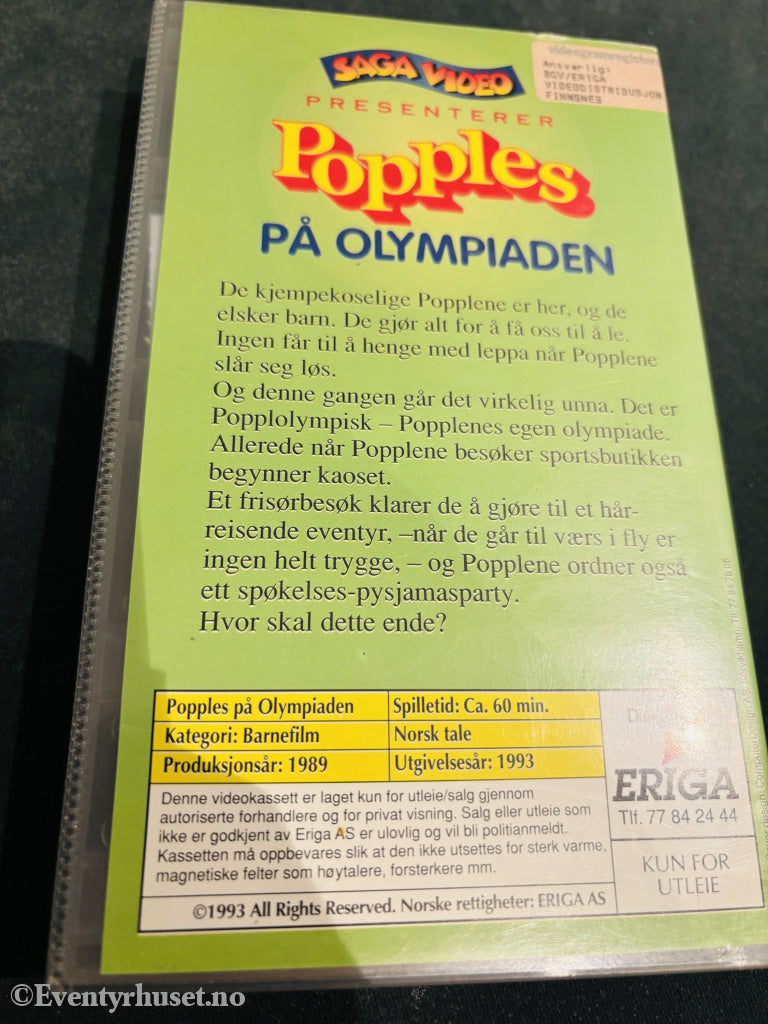 SAGA VIDEO
videogramregister
Ansvarlig:
BGV/ERIGA
VIDEODISTRIBUSJON
FINNSNES
PRESENTERER
Popples
PÅ OLYMPIADEN
De kjempekoselige Popplene er her, og de
elsker barn. De gjør alt for å få oss til å le.
Ingen får til å henge med leppa når Popplene
slår seg løs.
Og denne gangen går det virkelig unna. Det er
Popplolympisk – Popplenes egen olympiade.
Allerede når Popplene besøker sportsbutikken
begynner kaoset.
Et frisørbesøk klarer de å gjøre til et hår-
reisende eventyr, –når de går til værs i fly er
ingen helt trygge, – og Popplene ordner også
ett spøkelses-pysjamasparty.
Hvor skal dette ende?
Popples på Olympiaden
Spilletid: Ca. 60 min.
Kategori: Barnefilm
Norsk tale
Produksjonsår: 1989
Utgivelsesår: 1993
Denne videokassett er laget kun for utleie/salg gjennom
autoriserte forhandlere og for privat visning. Salg eller utleie som
ikke er godkjent av Eriga AS er ulovlig og vil bli politianmeldt.
Kassetten må oppbevares slik at den ikke utsettes for sterk varme,
magnetiske felter som høytalere, forsterkere mm.
©1993 All Rights Reserved. Norske rettigheter: ERIGA AS
ERIGA
Tlf. 77 84 24 44
KUN FOR
UTLEIE
©Eventyrhuset.no